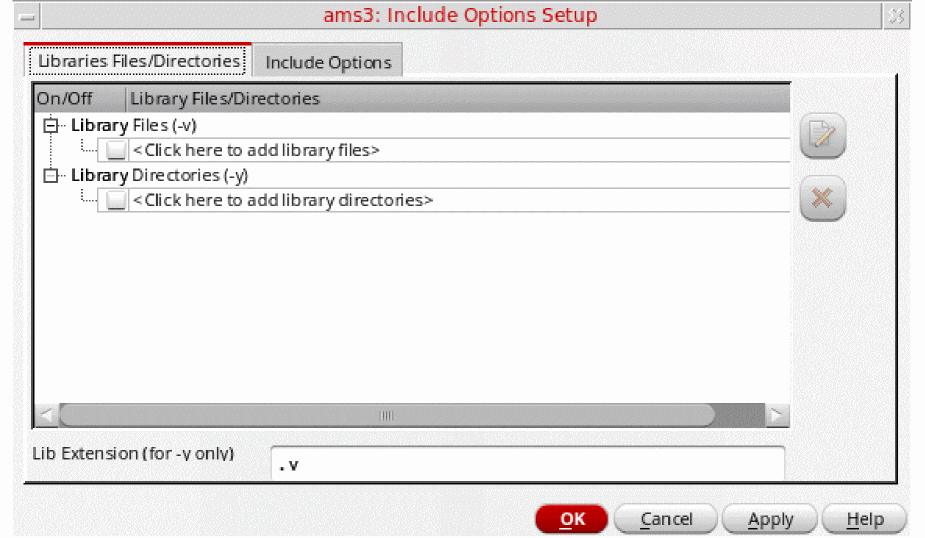 ams3: Include Options Setup
Libraries Files/Directories
Include Options
On/Off
Library Files/Directories
Library Files (-v)
<Click here to add library files>
Library Directories (-y)
<Click here to add library directories>
Lib Extension (for -y only)
.v
OK
Cancel
Apply
Help